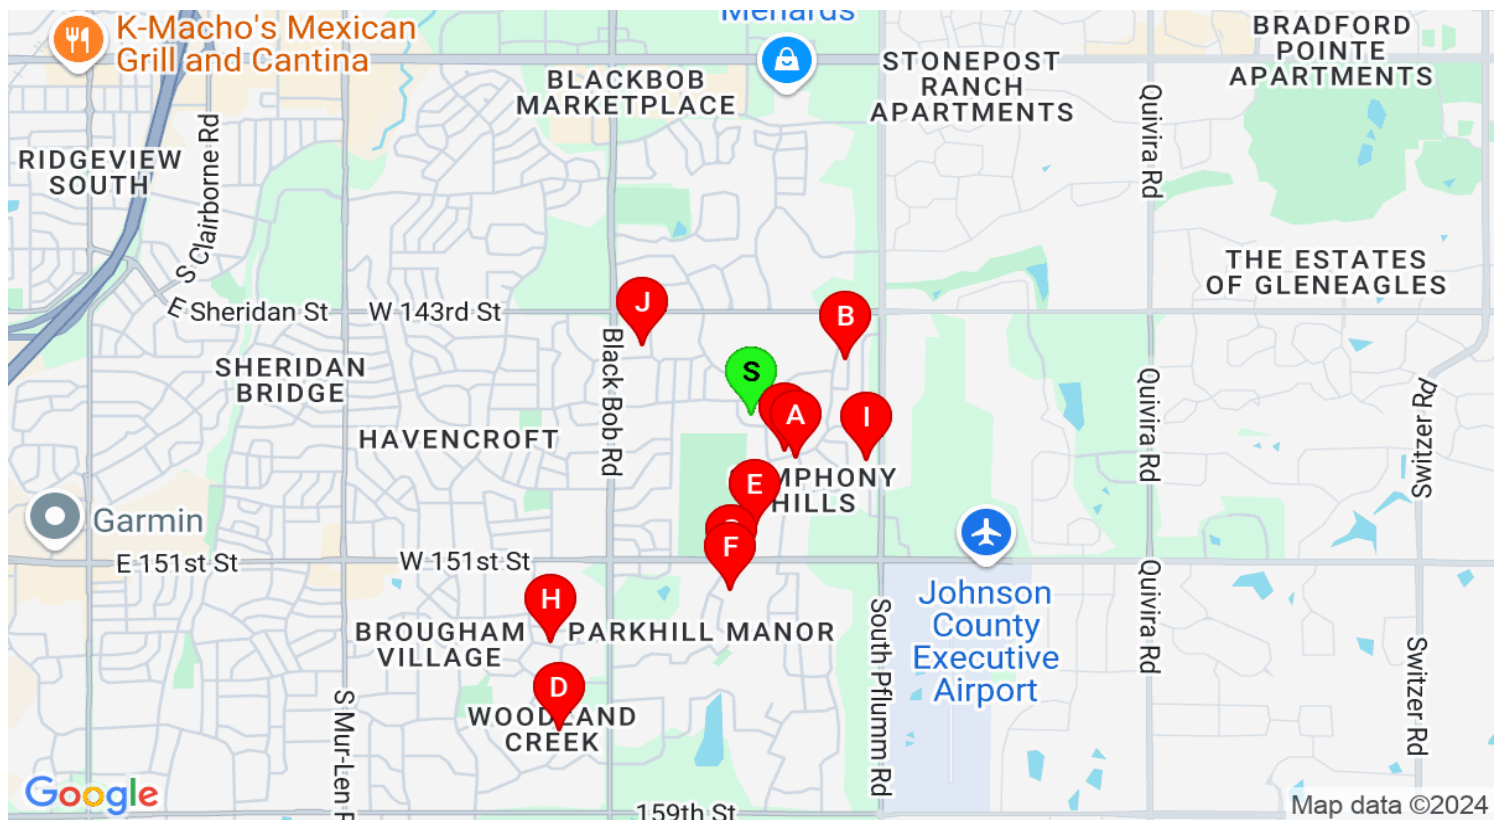 Menards
K-Macho's Mexican
Grill and Cantina
BLACKBOB
MARKETPLACE
STONEPOST
RANCH
APARTMENTS
BRADFORD
POINTE
APARTMENTS
Quivira Rd
RIDGEVIEW
SOUTH
S Clairborne Rd
THE ESTATES
OF GLENEAGLES
E Sheridan St
W 143rd St
J
B
SHERIDAN
BRIDGE
Black Bob Rd
S
A
I
Quivira Rd
Switzer Rd
HAVENCROFT
E
HILLS
Garmin
F
E 151st St
W 151st St
Quivira Rd
H
Johnson
County
Executive
Airport
BROUGHAM
VILLAGE
PARKHILL MANOR
South Pflumm Rd
Switzer Rd
D
WOODLAND
CREEK
S Mur-Len
Google
159th St
Map data ©2024